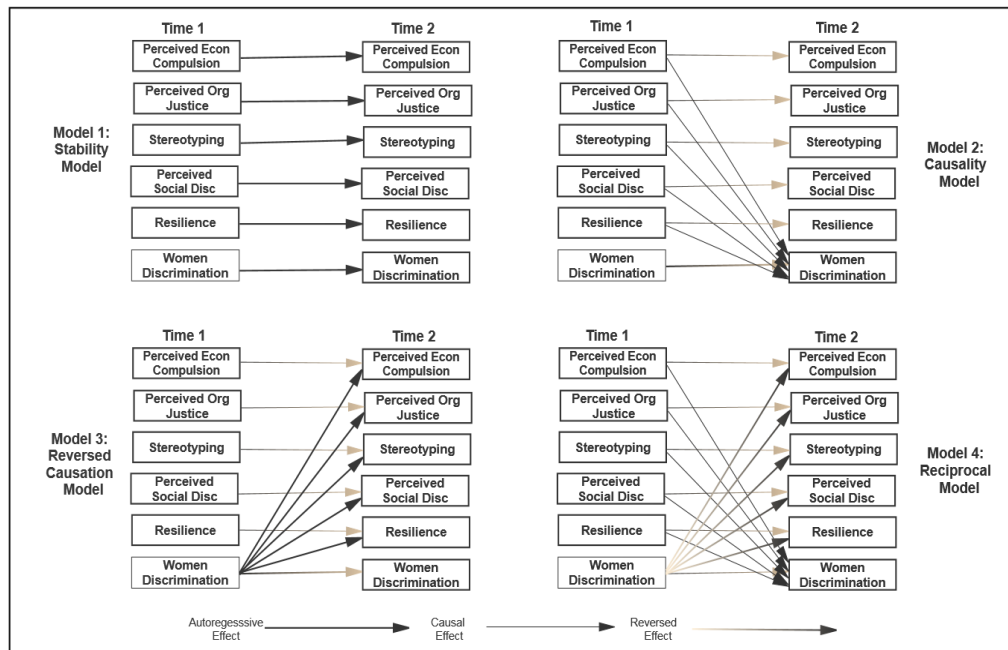 Time 1
Time 2
Perceived Econ
Compulsion
Perceived Econ
Compulsion
Perceived Org
Justice
Perceived Org
Justice
Model 1:
Stability
Model
Stereotyping
Stereotyping
Perceived
Social Disc
Perceived
Social Disc
Resilience
Resilience
Women
Discrimination
Women
Discrimination
Time 1
Time 2
Perceived Econ
Compulsion
Perceived Econ
Compulsion
Perceived Org
Justice
Perceived Org
Justice
Stereotyping
Stereotyping
Model 2:
Causality
Model
Perceived
Social Disc
Perceived
Social Disc
Resilience
Resilience
Women
Discrimination
Women
Discrimination
Time 1
Time 2
Perceived Econ
Compulsion
Perceived Econ
Compulsion
Perceived Org
Justice
Perceived Org
Justice
Model 3:
Reversed
Causation
Model
Stereotyping
Stereotyping
Perceived
Social Disc
Perceived
Social Disc
Resilience
Resilience
Women
Discrimination
Women
Discrimination
Time 1
Time 2
Perceived Econ
Compulsion
Perceived Econ
Compulsion
Perceived Org
Justice
Perceived Org
Justice
Stereotyping
Stereotyping
Model 4:
Reciprocal
Model
Perceived
Social Disc
Perceived
Social Disc
Resilience
Resilience
Women
Discrimination
Women
Discrimination
Autoregesssive
Effect
Causal
Effect
Reversed
Effect